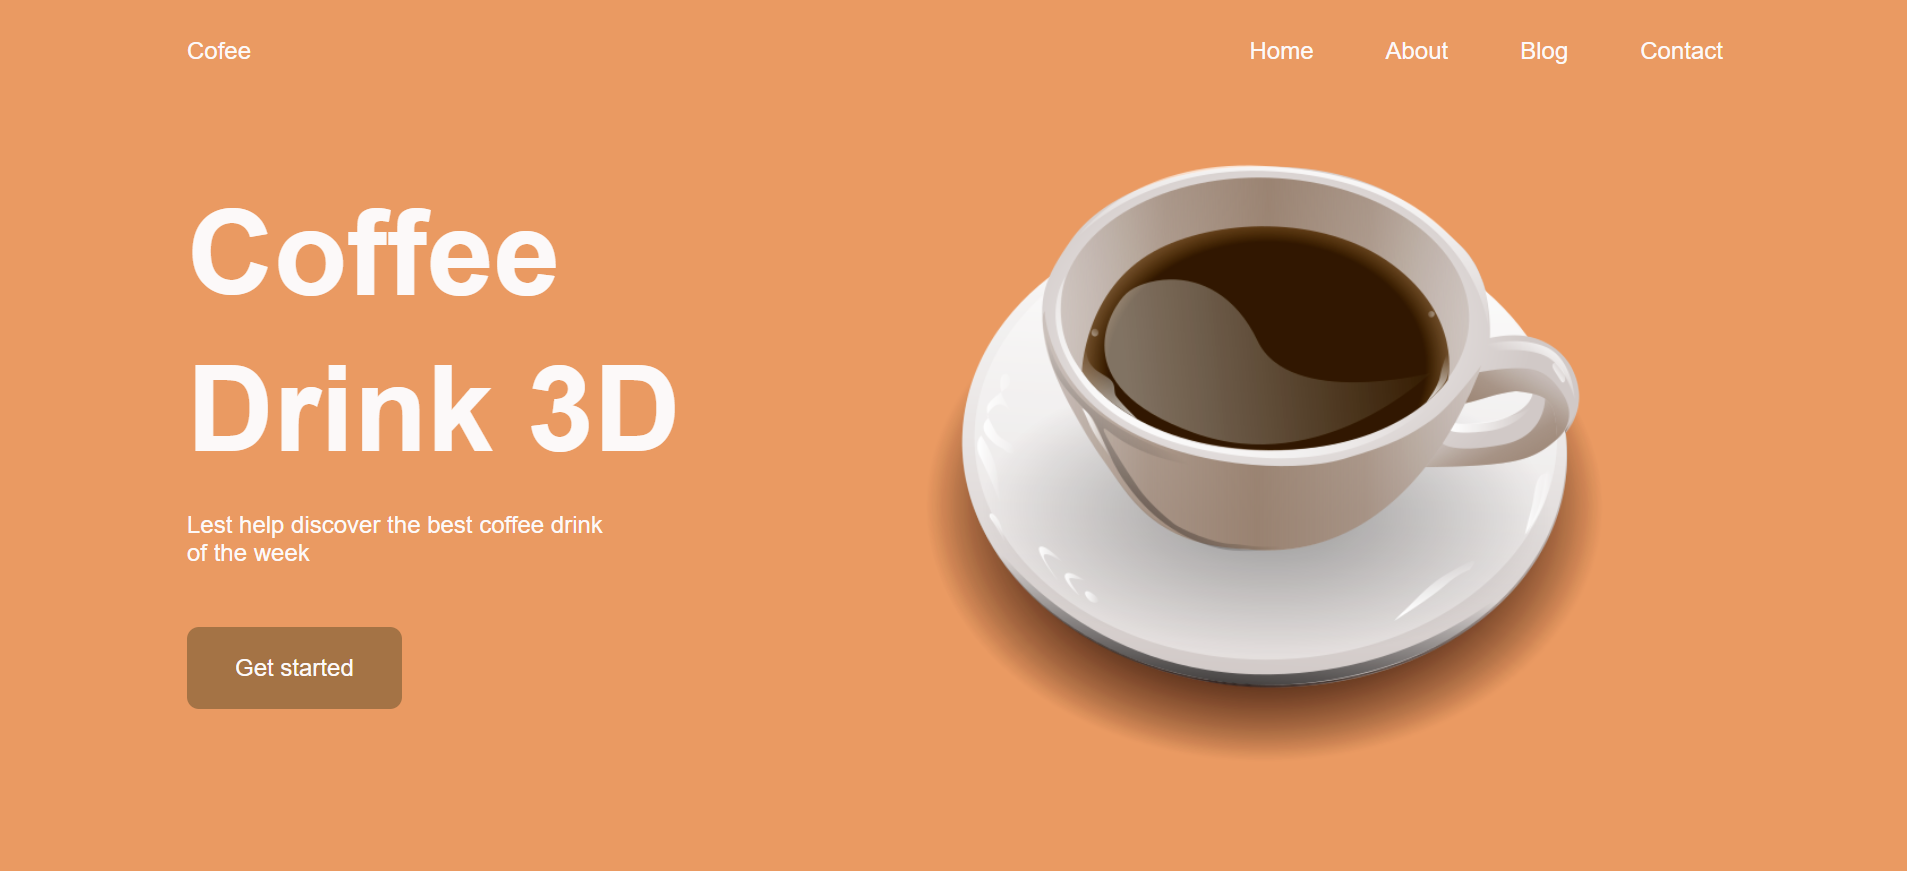 Cofee
Home About Blog Contact
Coffee
Drink 3D
Lest help discover the best coffee drink
of the week
Get started